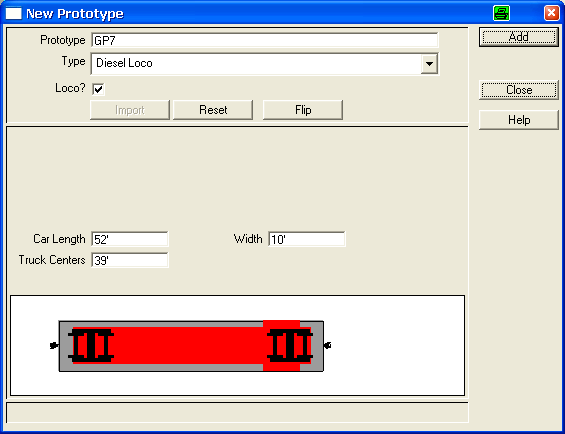 New Prototype
Prototype GP7
Add
Type Diesel Loco
Loco?
Close
Import Reset Flip
Help
Car Length 52' Width 10'
Truck Centers 39'